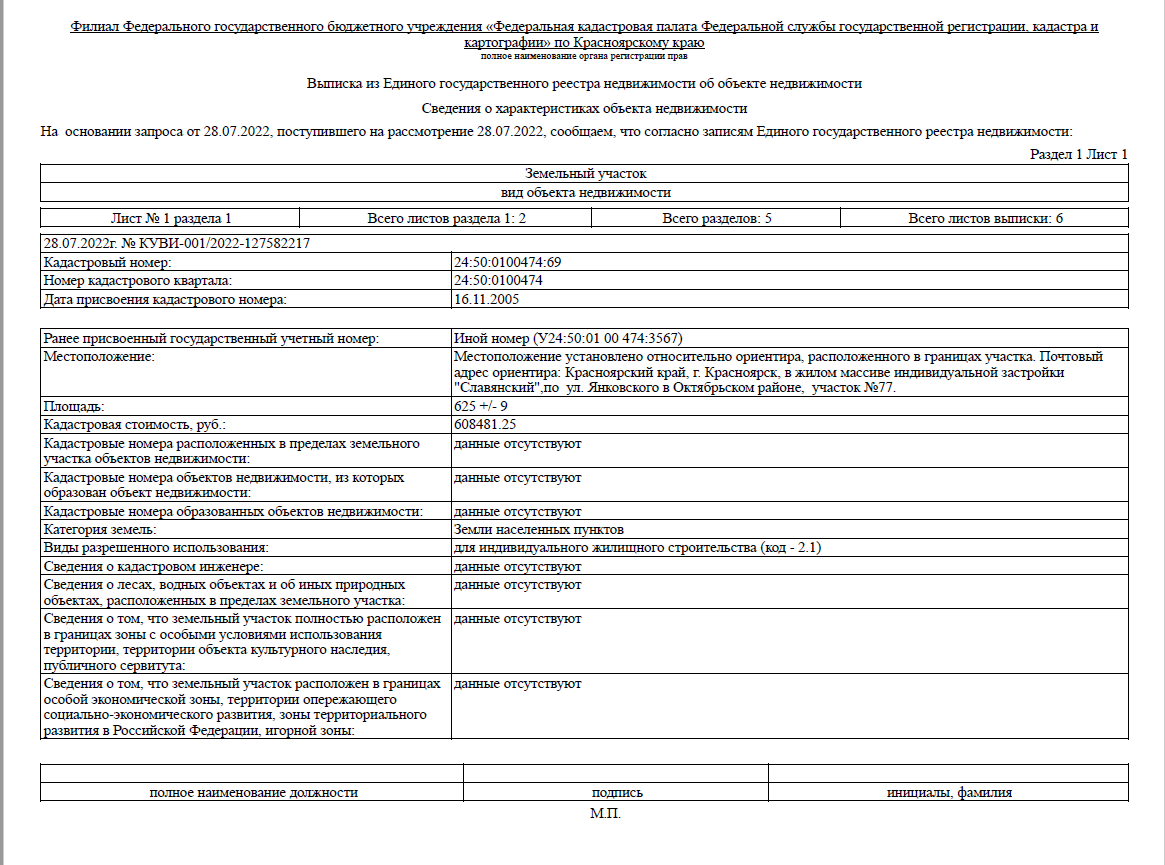 Филиал Федерального государственного бюджетного учреждения «Федеральная кадастровая палата Федеральной службы государственной регистрации, кадастра и
картографии» по Красноярскому краю
полное наименование органа регистрации прав
Выписка из Единого государственного реестра недвижимости об объекте недвижимости
Сведения о характеристиках объекта недвижимости
На основании запроса от 28.07.2022, поступившего на рассмотрение 28.07.2022, сообщаем, что согласно записям Единого государственного реестра недвижимости:
Раздел 1 Лист 1
Земельный участок
вид объекта недвижимости
Лист № 1 раздела 1 Всего листов раздела 1: 2 Всего разделов: 5 Всего листов выписки: 6
28.07.2022г. № КУВИ-001/2022-127582217
Кадастровый номер: 24:50:0100474:69
Номер кадастрового квартала: 24:50:0100474
Дата присвоения кадастрового номера: 16.11.2005
Ранее присвоенный государственный учетный номер: Иной номер (У24:50:01 00 474:3567)
Местоположение: Местоположение установлено относительно ориентира, расположенного в границах участка. Почтовый
адрес ориентира: Красноярский край, г. Красноярск, в жилом массиве индивидуальной застройки
"Славянский",по ул. Янковского в Октябрьском районе, участок №77.
Площадь: 625 +/- 9
Кадастровая стоимость, руб.: 608481.25
Кадастровые номера расположенных в пределах земельного данные отсутствуют
участка объектов недвижимости:
Кадастровые номера объектов недвижимости, из которых данные отсутствуют
образован объект недвижимости:
Кадастровые номера образованных объектов недвижимости: данные отсутствуют
Категория земель: Земли населенных пунктов
Виды разрешенного использования: для индивидуального жилищного строительства (код - 2.1)
Сведения о кадастровом инженере: данные отсутствуют
Сведения о лесах, водных объектах и об иных природных данные отсутствуют
объектах, расположенных в пределах земельного участка:
Сведения о том, что земельный участок полностью расположен данные отсутствуют
в границах зоны с особыми условиями использования
территории, территории объекта культурного наследия,
публичного сервитута:
Сведения о том, что земельный участок расположен в границах данные отсутствуют
особой экономической зоны, территории опережающего
социально-экономического развития, зоны территориального
развития в Российской Федерации, игорной зоны:
полное наименование должности подпись инициалы, фамилия
М.П.